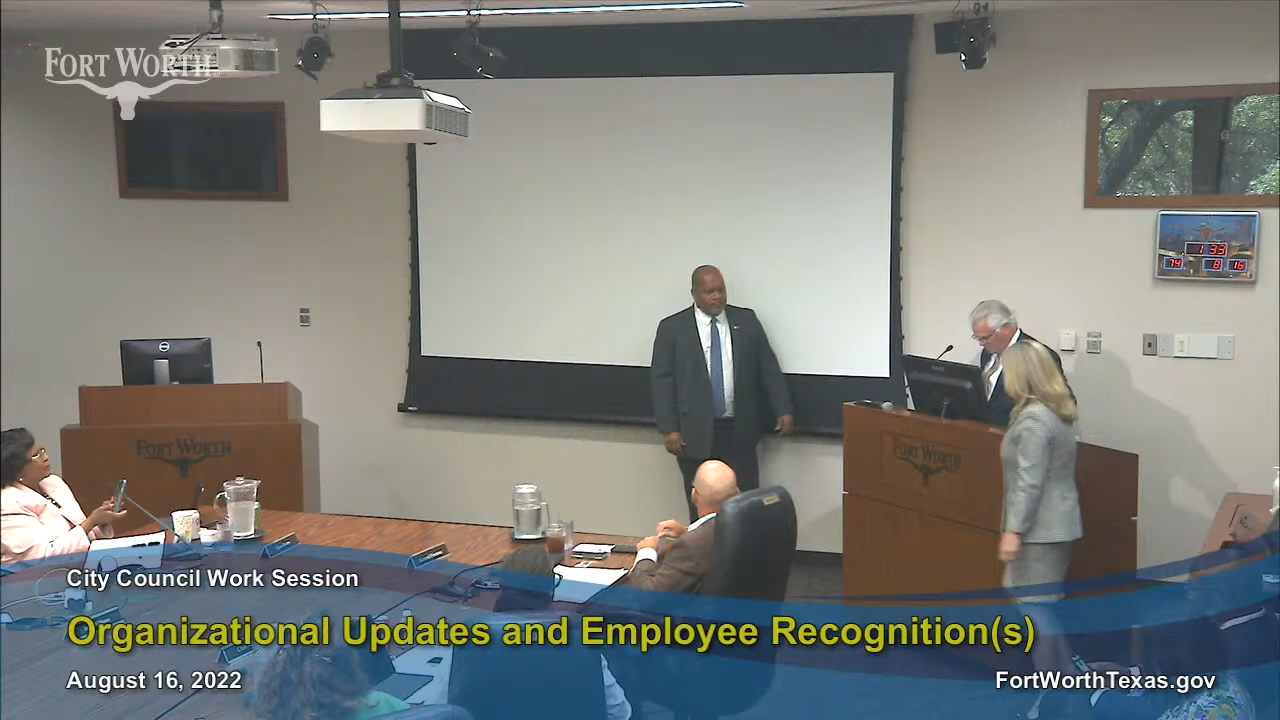 FORT WORTH
1 33
74 8 16
FORT WORTH
FORT WORTH
City Council Work Session
Organizational Updates and Employee Recognition(s)
August 16, 2022
FortWorthTexas.gov